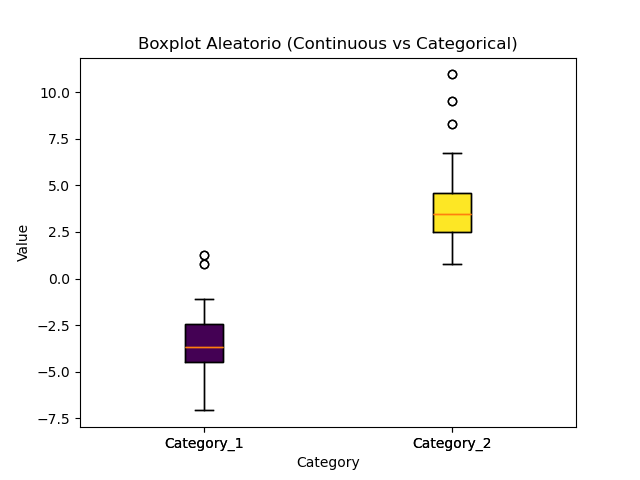 Boxplot Aleatorio (Continuous vs Categorical)
10.0
7.5
5.0
2.5
0.0
−2.5
−5.0
−7.5
Value
Category_1
Category_2
Category